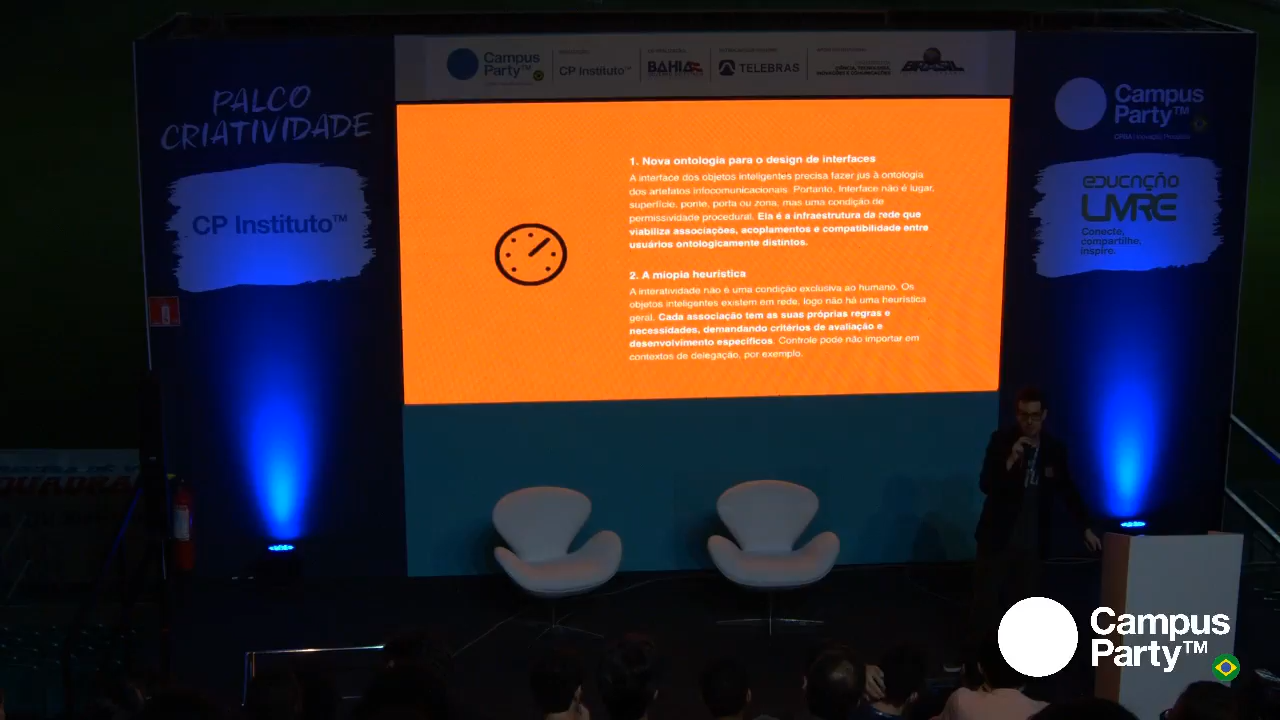 PALCO
CRIATIVIDADE
CP Instituto™
Campus
Party™
CP Instituto™
BAHIA
TELEBRAS
BRASIL
Campus
Party™
EDUCAÇÃO
LIVRE
Conecte,
compartilhe,
inspire.
1. Nova ontologia para o design de interfaces
A interface dos objetos inteligentes precisa fazer jus à ontologia
dos artefatos infocomunicacionais. Portanto, Interface não é lugar,
superfície, ponte, porta ou zona, mas uma condição de
permissividade procedural. Ela é a infraestrutura da rede que
viabiliza associações, acoplamentos e compatibilidade entre
usuários ontologicamente distintos.
2. A miopia heurística
A interatividade não é uma condição exclusiva ao humano. Os
objetos inteligentes existem em rede, logo não há uma heurística
geral. Cada associação tem as suas próprias regras e
necessidades, demandando critérios de avaliação e
desenvolvimento específicos. Controle pode não importar em
contextos de delegação, por exemplo.
Campus
Party™